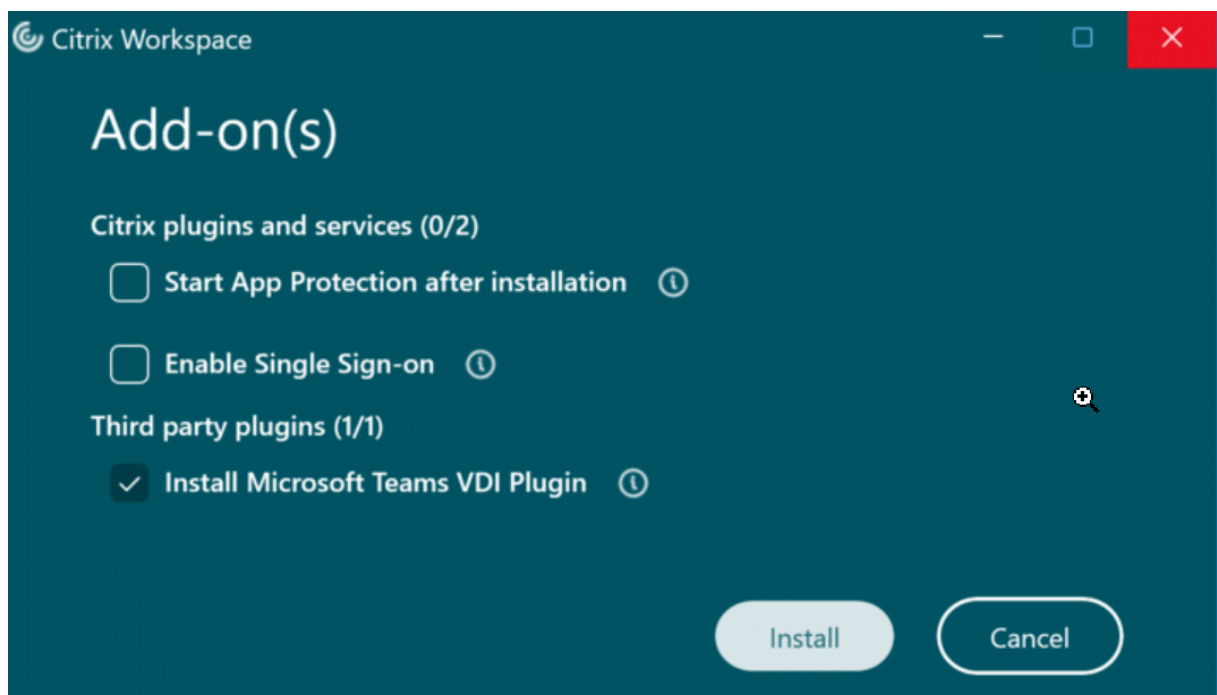 Citrix Workspace
Add-on(s)
Citrix plugins and services (0/2)
Start App Protection after installation
Enable Single Sign-on
Third party plugins (1/1)
Install Microsoft Teams VDI Plugin
Install
Cancel